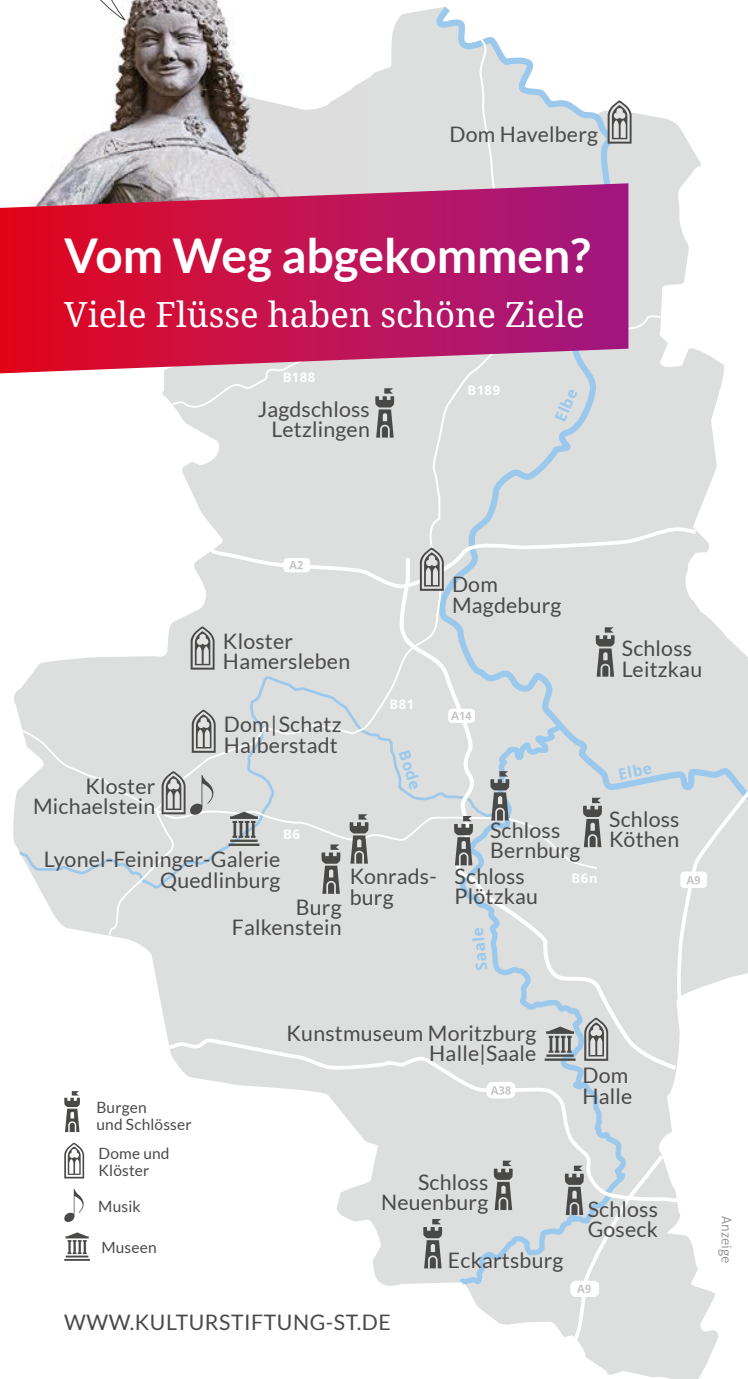 Dom Havelberg
Vom Weg abgekommen?
Viele Flüsse haben schöne Ziele
B188
B189
Jagdschloss
Letzlingen
Elbe
A2
Dom
Magdeburg
Kloster
Hamersleben
Schloss
Leitzkau
B81
A14
Dom|Schatz
Halberstadt
Bode
Elbe
Kloster
Michaelstein
Schloss
Köthen
Schloss
Bernburg
B6
Lyonel-Feininger-Galerie
Quedlinburg
Konrads-
burg
Schloss
Plötzkau
B6n
A9
Burg
Falkenstein
Saale
Kunstmuseum Moritzburg
Halle|Saale
Dom
Halle
A38
Burgen
und Schlösser
Dome und
Klöster
Musik
Museen
Schloss
Neuenburg
Schloss
Goseck
Eckartsburg
A9
Anzeige
WWW.KULTURSTIFTUNG-ST.DE